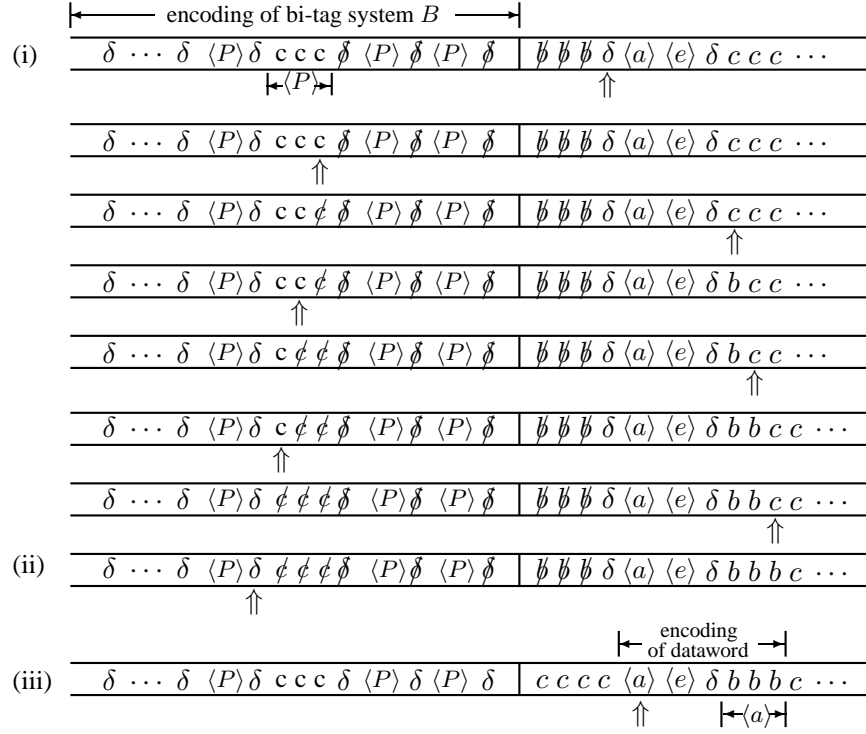 encoding of bi-tag system B
(i) δ ⋯ δ ⟨P⟩ δ c c c δ̸ ⟨P⟩ δ̸ ⟨P⟩ δ̸ b̸ b̸ b̸ δ ⟨a⟩ ⟨e⟩ δ c c c ⋯
⟨P⟩ ⇑
δ ⋯ δ ⟨P⟩ δ c c c δ̸ ⟨P⟩ δ̸ ⟨P⟩ δ̸ b̸ b̸ b̸ δ ⟨a⟩ ⟨e⟩ δ c c c ⋯
⇑
δ ⋯ δ ⟨P⟩ δ c c c̸ δ̸ ⟨P⟩ δ̸ ⟨P⟩ δ̸ b̸ b̸ b̸ δ ⟨a⟩ ⟨e⟩ δ c c c ⋯
⇑
δ ⋯ δ ⟨P⟩ δ c c c̸ δ̸ ⟨P⟩ δ̸ ⟨P⟩ δ̸ b̸ b̸ b̸ δ ⟨a⟩ ⟨e⟩ δ b c c ⋯
⇑
δ ⋯ δ ⟨P⟩ δ c c̸ c̸ δ̸ ⟨P⟩ δ̸ ⟨P⟩ δ̸ b̸ b̸ b̸ δ ⟨a⟩ ⟨e⟩ δ b c c ⋯
⇑
δ ⋯ δ ⟨P⟩ δ c c̸ c̸ δ̸ ⟨P⟩ δ̸ ⟨P⟩ δ̸ b̸ b̸ b̸ δ ⟨a⟩ ⟨e⟩ δ b b c c ⋯
⇑
δ ⋯ δ ⟨P⟩ δ c̸ c̸ c̸ δ̸ ⟨P⟩ δ̸ ⟨P⟩ δ̸ b̸ b̸ b̸ δ ⟨a⟩ ⟨e⟩ δ b b c c ⋯
⇑
(ii) δ ⋯ δ ⟨P⟩ δ c̸ c̸ c̸ δ̸ ⟨P⟩ δ̸ ⟨P⟩ δ̸ b̸ b̸ b̸ δ ⟨a⟩ ⟨e⟩ δ b b b c ⋯
⇑
encoding
of dataword
(iii) δ ⋯ δ ⟨P⟩ δ c c c δ ⟨P⟩ δ ⟨P⟩ δ c c c c ⟨a⟩ ⟨e⟩ δ b b b c ⋯
⇑ ⟨a⟩